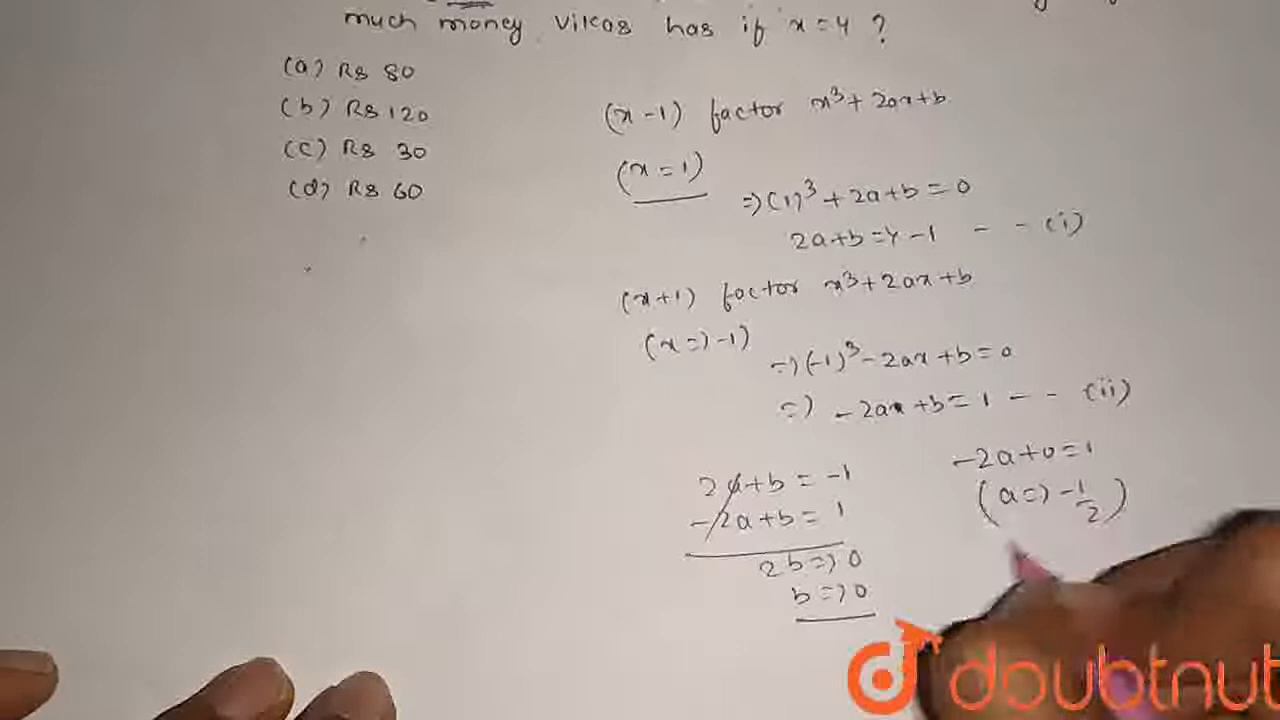 much money Vikas has if x = 4 ?
(a) Rs 80
(b) Rs 120
(c) Rs 30
(d) Rs 60
(x-1) factor x³+2ax+b
(x=1)
=) (1)³ + 2a+b = 0
2a+b = -1 - - (i)
(x+1) factor x³+2ax+b
(x=)-1)
=) (-1)³ - 2ax+b = 0
=) -2ax+b = 1 - - (ii)
2a+b = -1
-2a+b = 1
2b =) 0
b =) 0
-2a+0=1
(a=) -1/2)
doubtnut